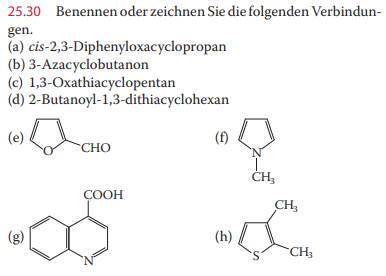 25.30 Benennen oder zeichnen Sie die folgenden Verbindun-
gen.
(a) cis-2,3-Diphenyloxacyclopropan
(b) 3-Azacyclobutanon
(c) 1,3-Oxathiacyclopentan
(d) 2-Butanoyl-1,3-dithiacyclohexan
(e)
O
CHO
(f)
N
CH₃
(g)
COOH
N
(h)
CH₃
S
CH₃